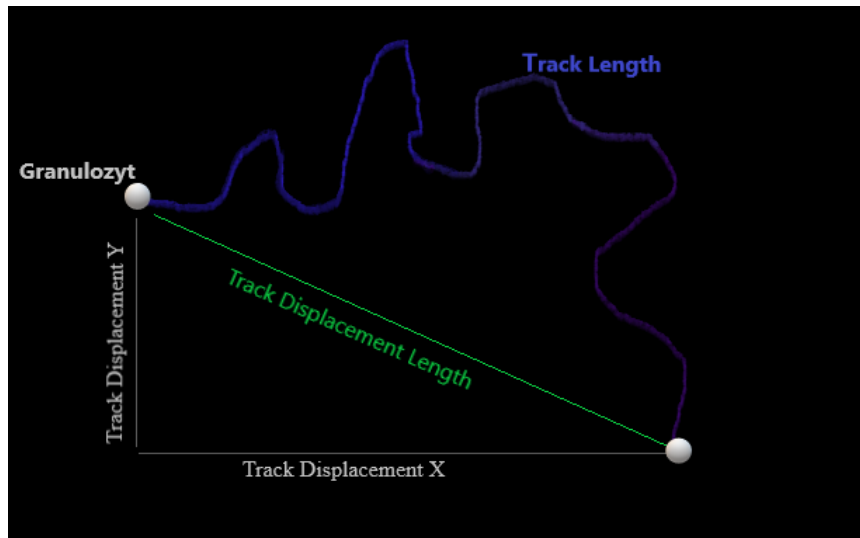 Track Length
Granulozyt
Track Displacement Y
Track Displacement Length
Track Displacement X